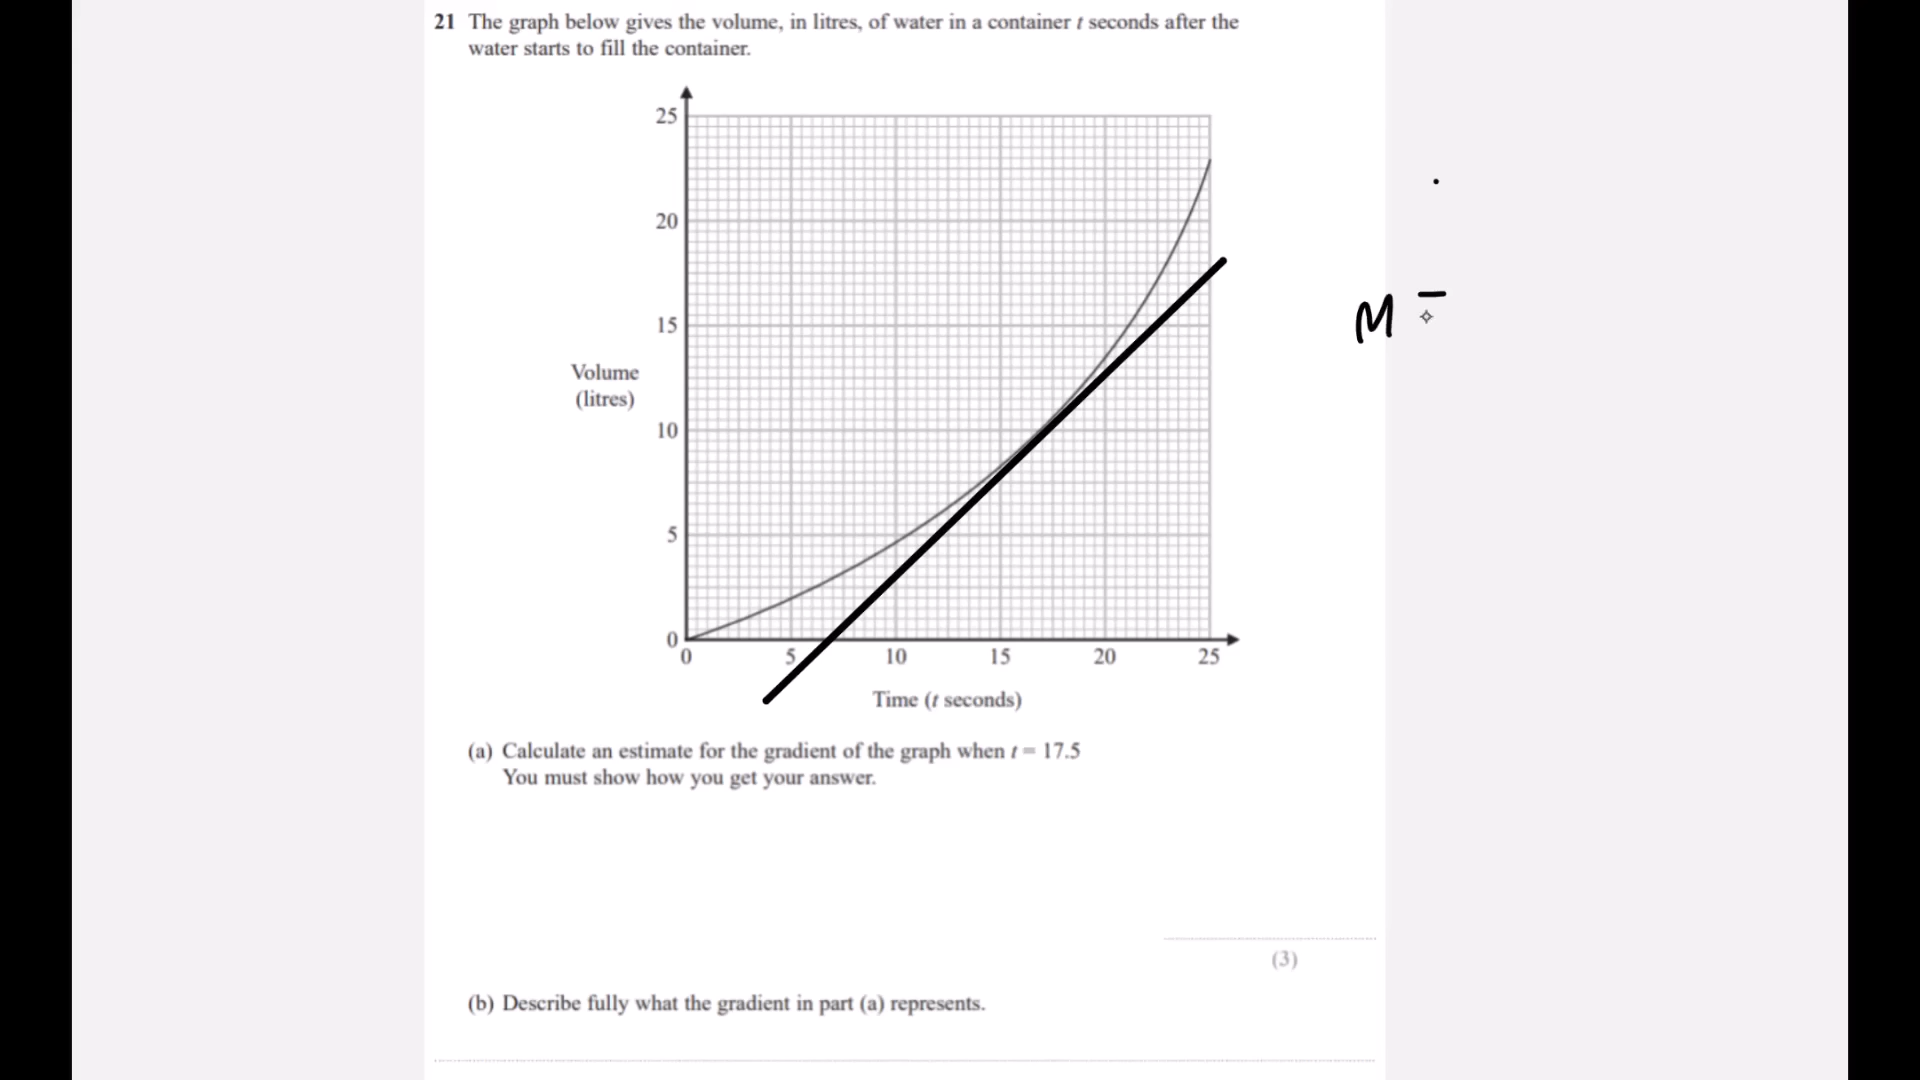 21 The graph below gives the volume, in litres, of water in a container t seconds after the
water starts to fill the container.
25
20
15
Volume
(litres)
10
5
0
0 5 10 15 20 25
Time (t seconds)
M =
(a) Calculate an estimate for the gradient of the graph when t = 17.5
You must show how you get your answer.
(3)
(b) Describe fully what the gradient in part (a) represents.